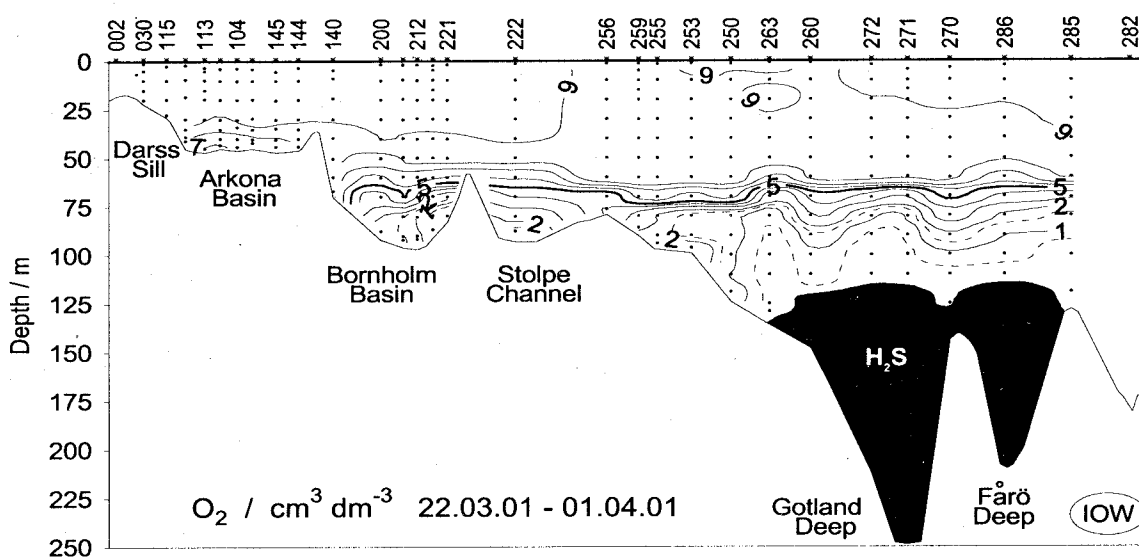 002 030 115 113 104 145 144 140 200 212 221 222 256 259 255 253 250 263 260 272 271 270 286 285 282
0
9
9
9
25
9
7
50
Darss
Sill
Arkona
Basin
5
5
5
75
2
2
2
2
1
100
Bornholm
Basin
Stolpe
Channel
125
150
H₂S
175
200
225
250
Depth / m
O₂ / cm³ dm⁻³ 22.03.01 - 01.04.01
Gotland
Deep
Fårö
Deep
IOW